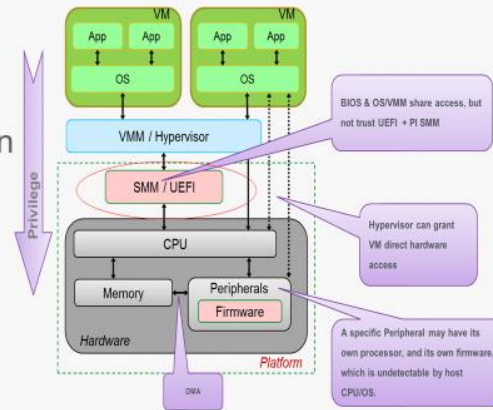 VM
VM
App
App
App
App
OS
OS
n
BIOS & OS/VMM share access, but
not trust UEFI + PI SMM
VMM / Hypervisor
Privilege
SMM / UEFI
Hypervisor can grant
VM direct hardware
access
CPU
Memory
Peripherals
Firmware
Hardware
Platform
A specific Peripheral may have its
own processor, and its own firmware,
which is undetectable by host
CPU/OS.
DMA